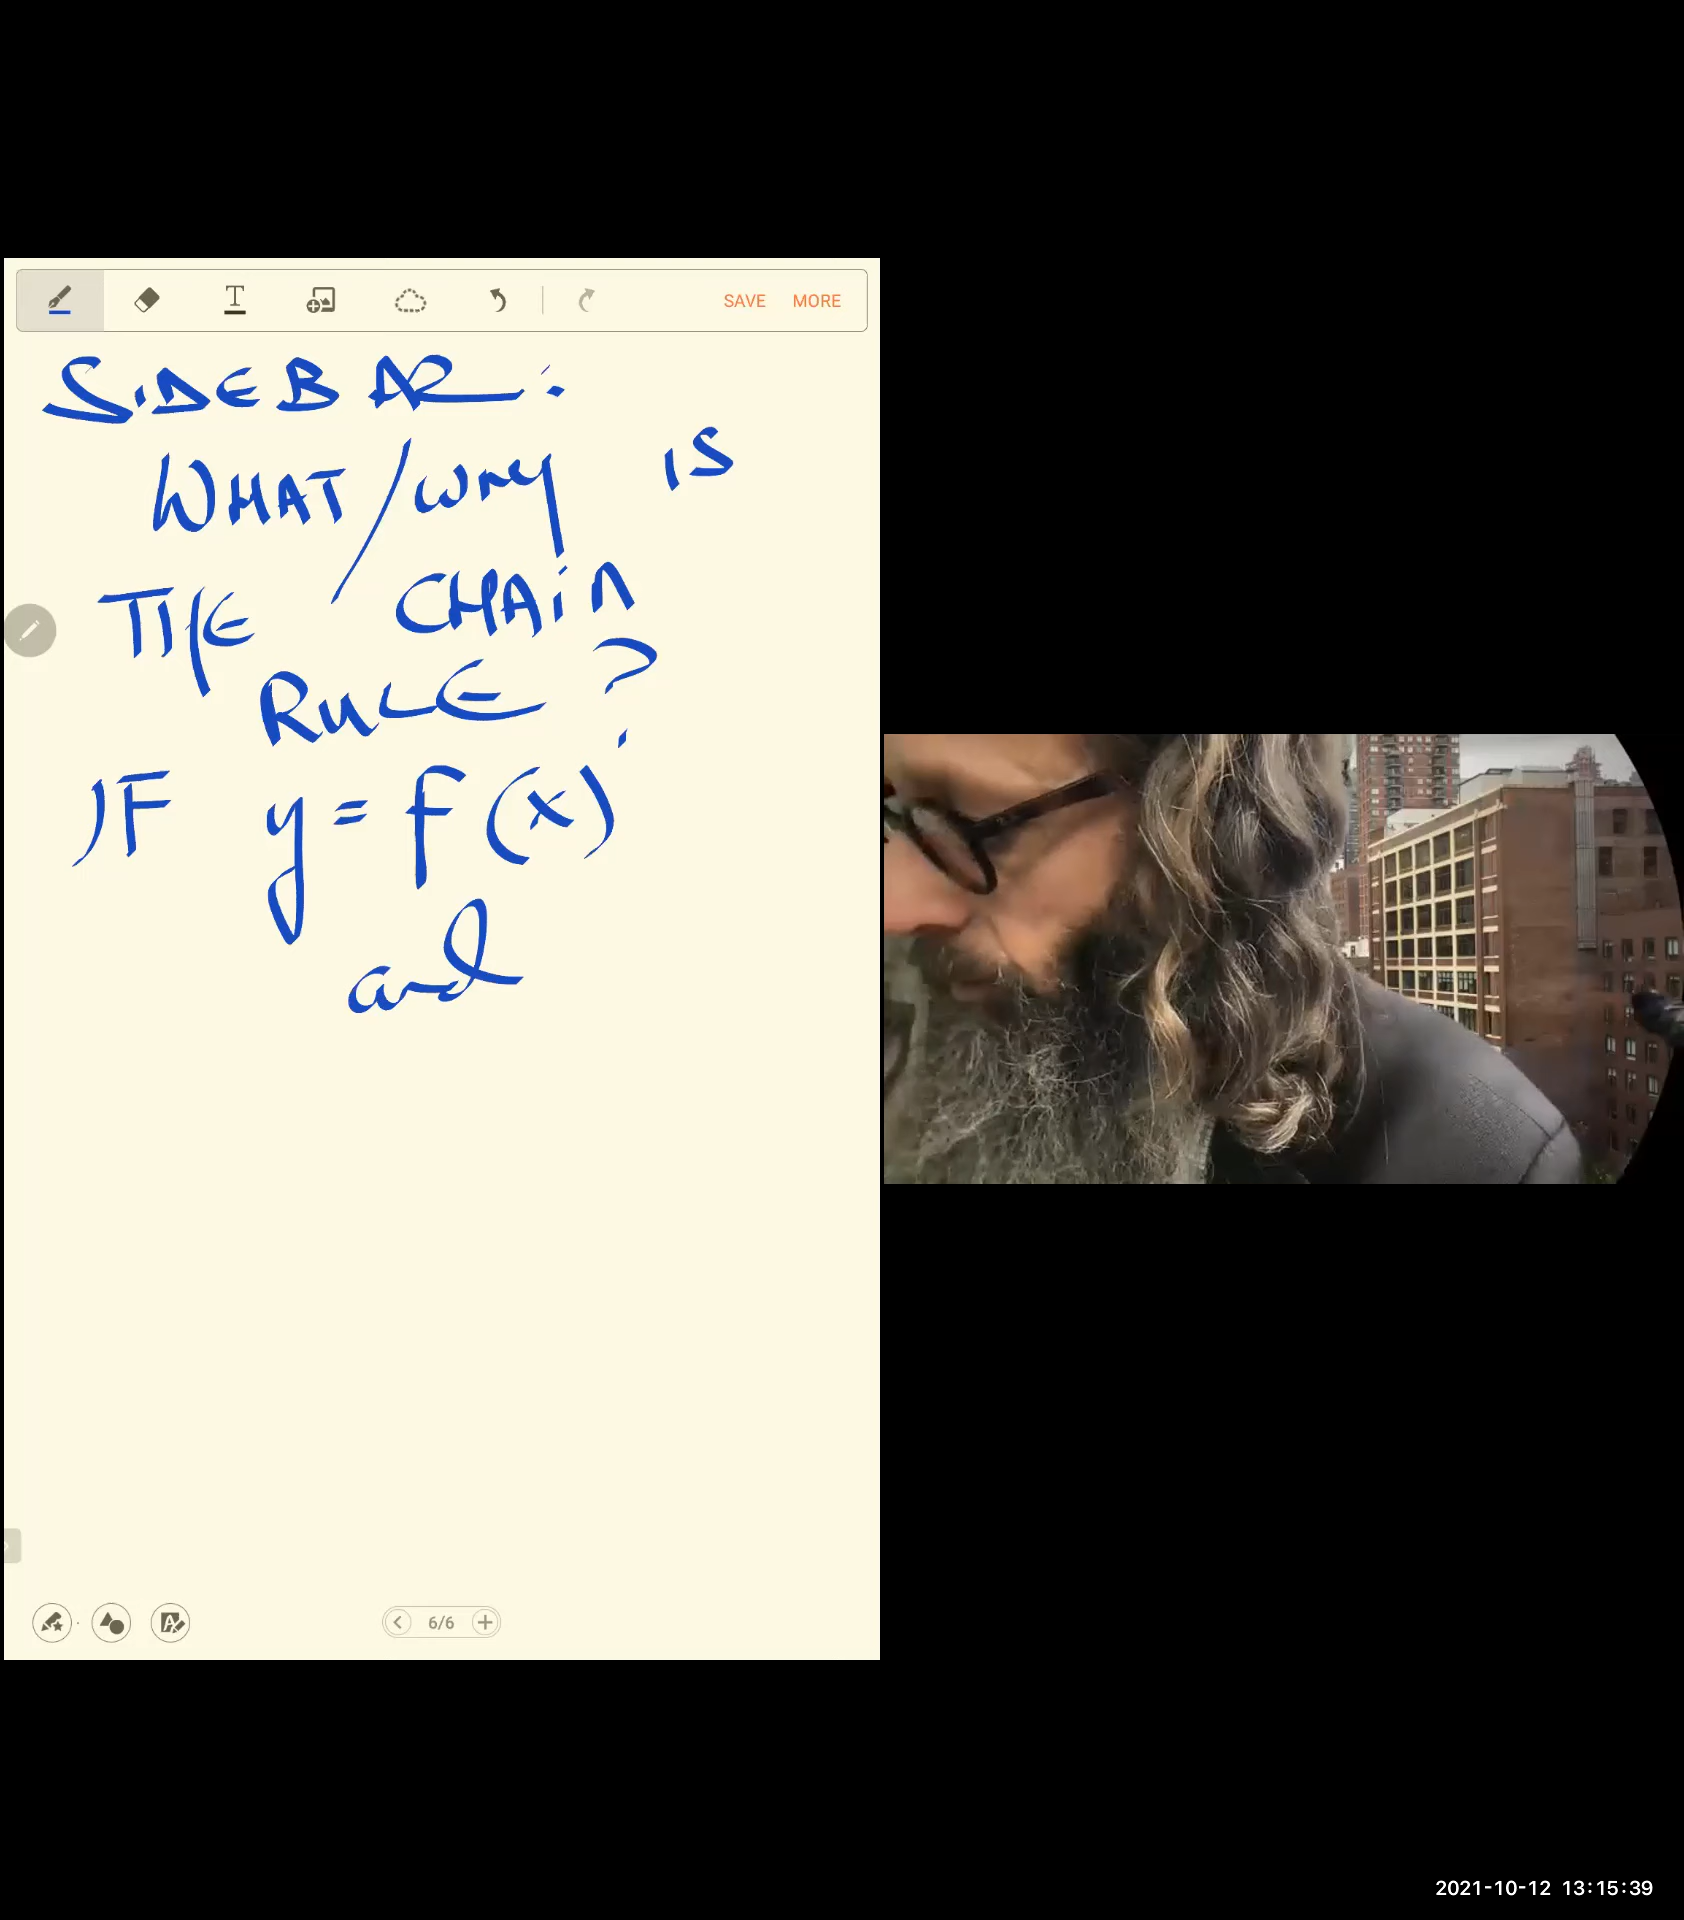 T SAVE MORE
SIDEBAR:
WHAT/WHY IS
THE CHAIN
RULE?
IF y = f(x)
and
6/6
2021-10-12 13:15:39